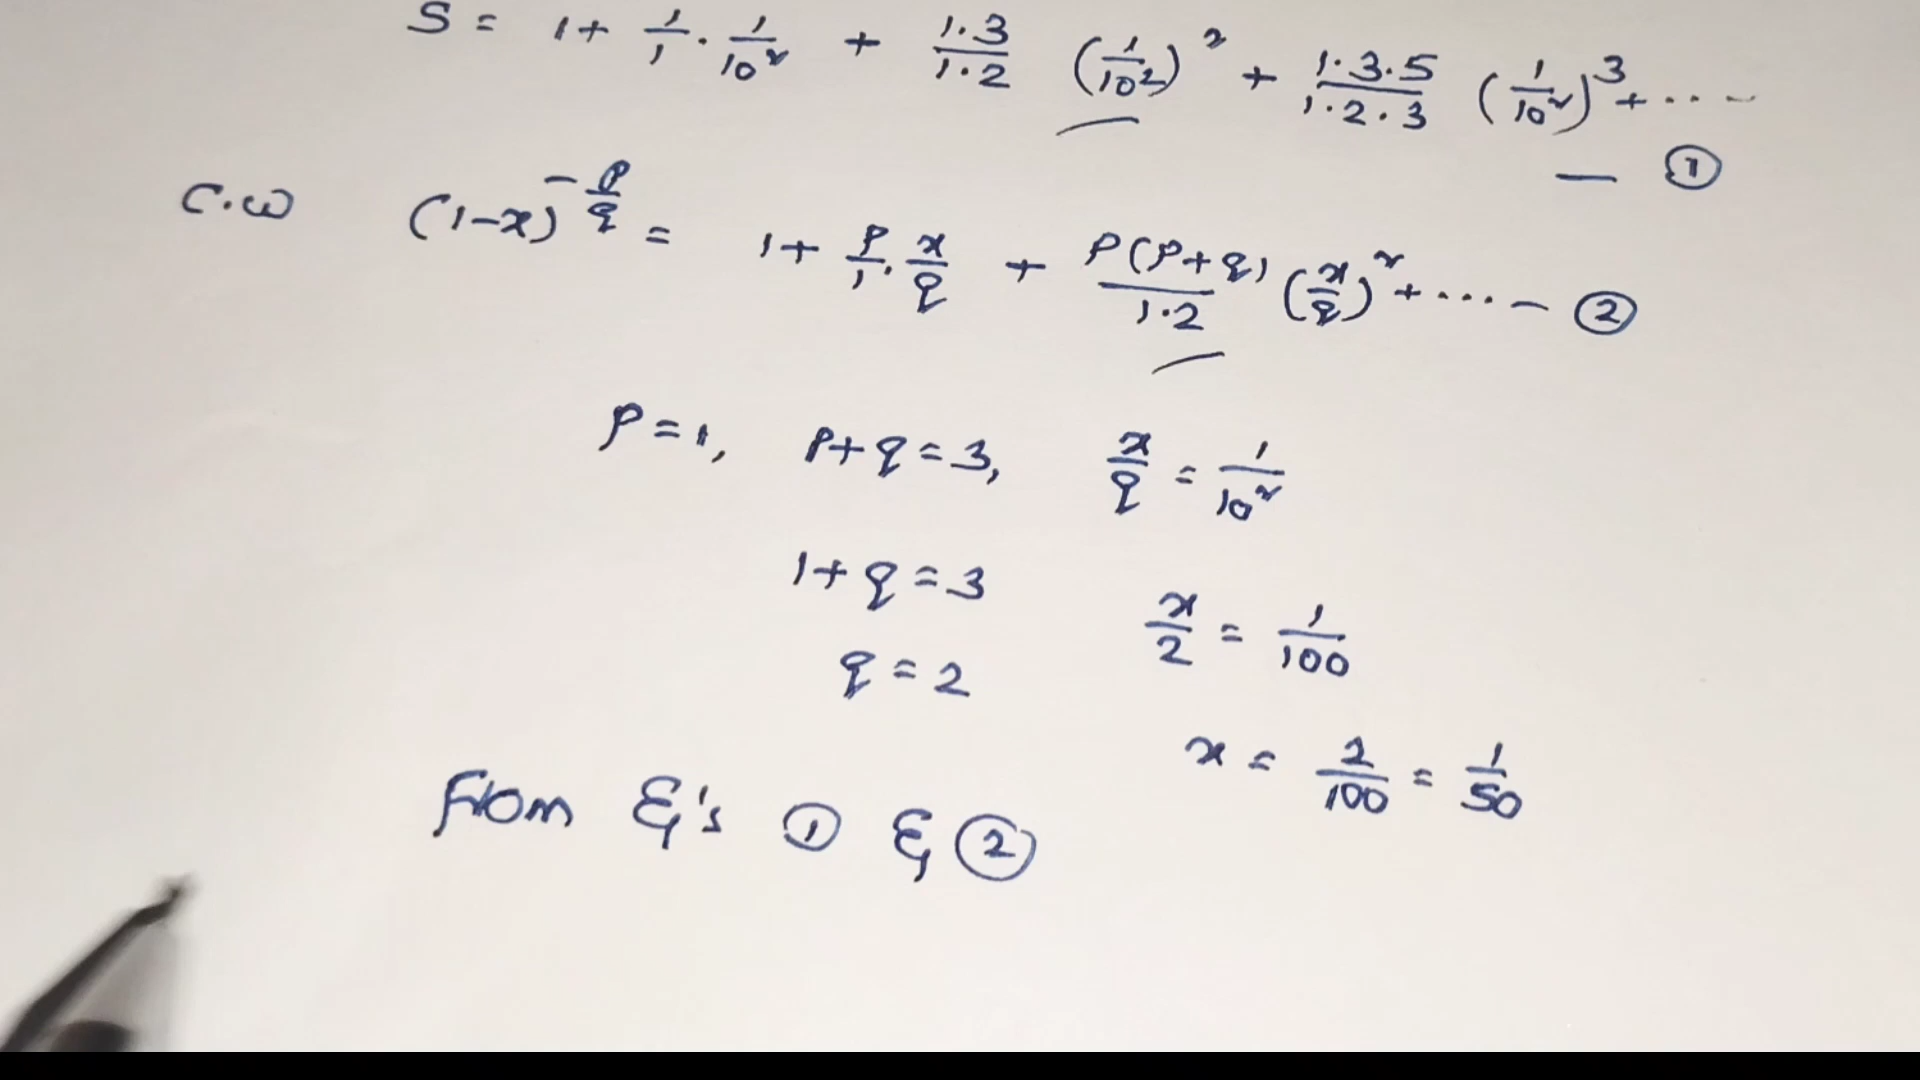 S = 1 + 1/1 · 1/10² + 1·3/1·2 (1/10²)² + 1·3·5/1·2·3 (1/10²)³ + ....
— ①
C.W (1-x)^-p/q = 1 + p/1 · x/q + p(p+q)/1·2 (x/q)² + .... — ②
p = 1, p+q = 3, x/q = 1/10²
1+q = 3 x/2 = 1/100
q = 2
x = 2/100 = 1/50
from Eq's ① & ②